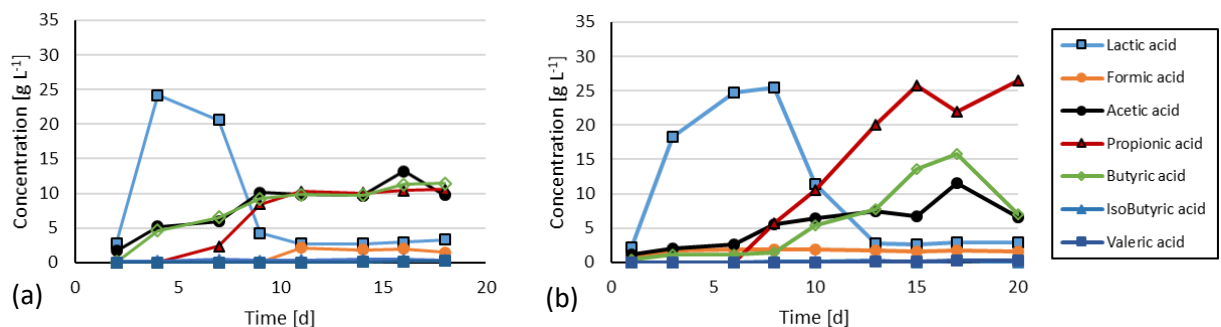 35
30
25
20
15
10
5
0
0 5 10 15 20
Concentration [g L-1]
Time [d]
(a)
35
30
25
20
15
10
5
0
0 5 10 15 20
Concentration [g L-1]
Time [d]
(b)
Lactic acid
Formic acid
Acetic acid
Propionic acid
Butyric acid
IsoButyric acid
Valeric acid